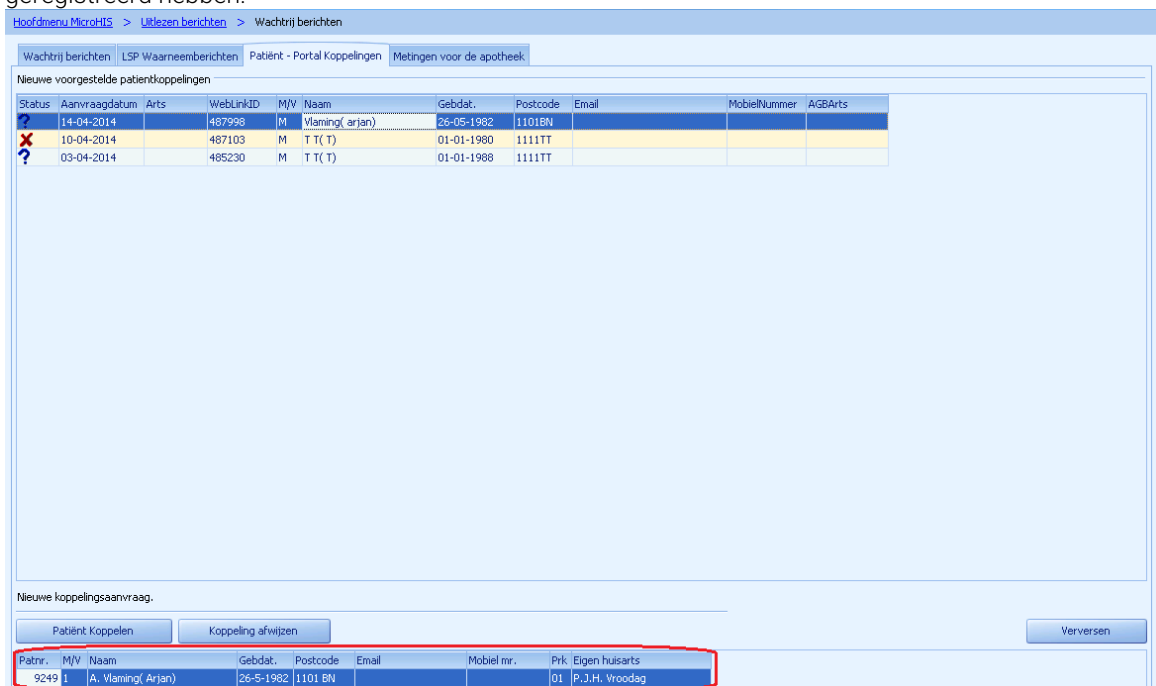 geregistreerd hebben.
Hoofdmenu MicroHIS > Uitlezen berichten > Wachtrij berichten
Wachtrij berichten LSP Waarneemberichten Patiënt - Portal Koppelingen Metingen voor de apotheek
Nieuwe voorgestelde patientkoppelingen
Status Aanvraagdatum Arts WebLinkID M/V Naam Gebdat. Postcode Email MobielNummer AGBArts
? 14-04-2014 487998 M Vlaming( arjan) 26-05-1982 1101BN
10-04-2014 487103 M T T( T) 01-01-1980 1111TT
? 03-04-2014 485230 M T T( T) 01-01-1988 1111TT
Nieuwe koppelingsaanvraag.
Patiënt Koppelen Koppeling afwijzen Verversen
Patnr. M/V Naam Gebdat. Postcode Email Mobiel mr. Prk Eigen huisarts
9249 1 A. Vlaming( Arjan) 26-5-1982 1101 BN 01 P.J.H. Vroodag